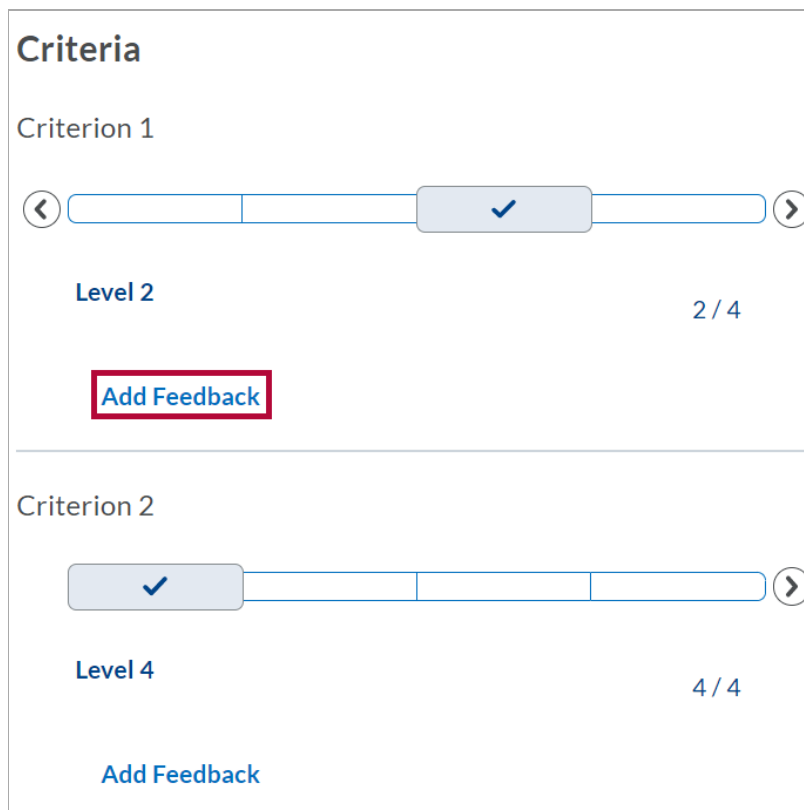 Criteria
Criterion 1
Level 2
2 / 4
Add Feedback
Criterion 2
Level 4
4 / 4
Add Feedback